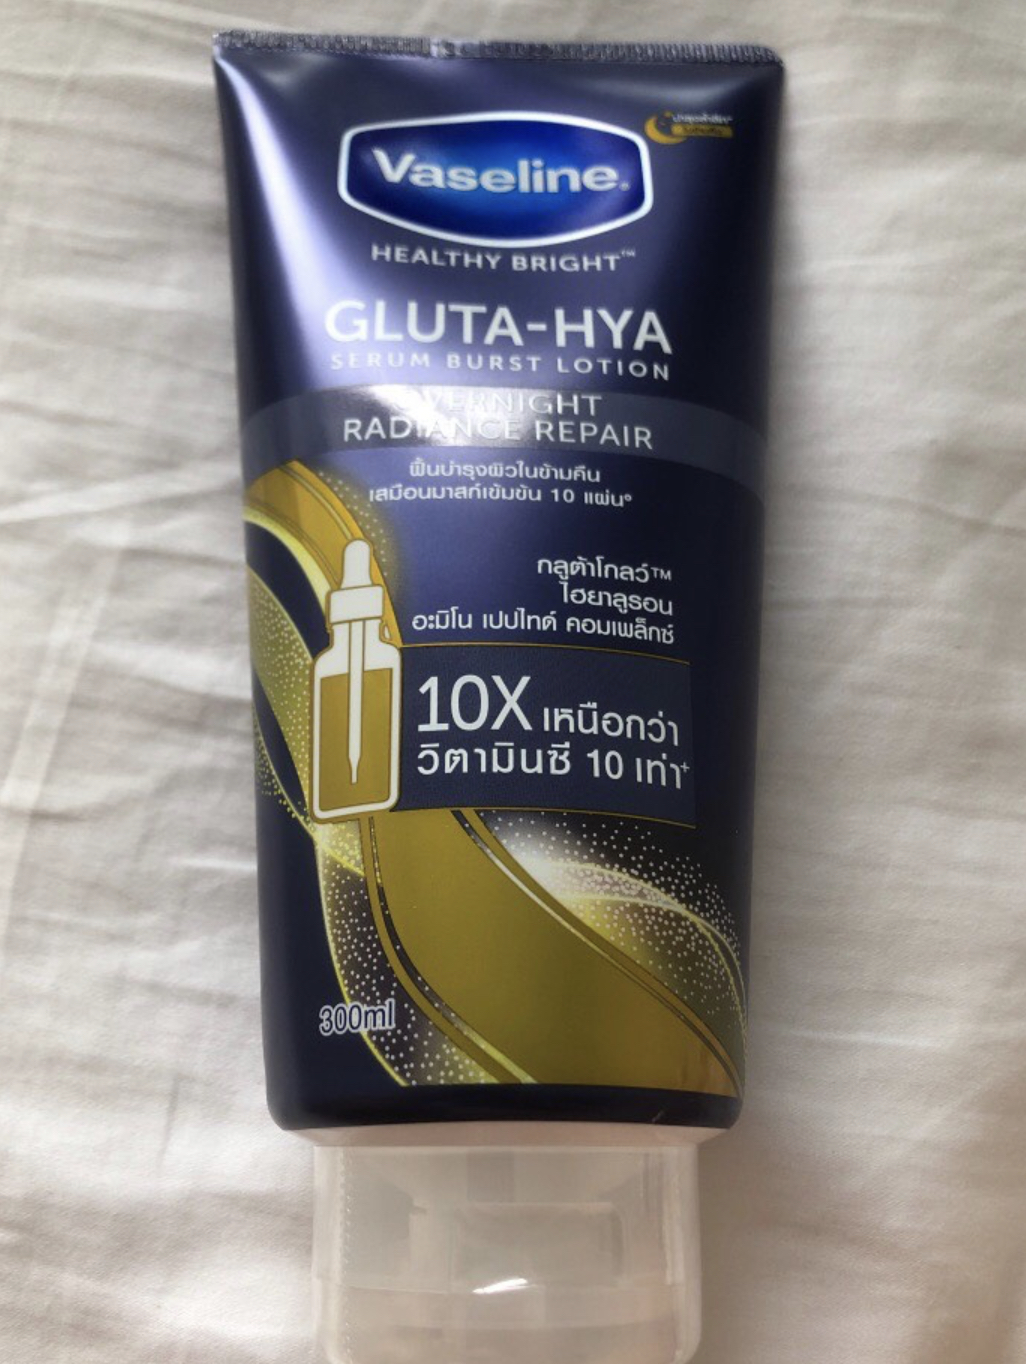 Vaseline®
HEALTHY BRIGHT™
GLUTA-HYA
SERUM BURST LOTION
OVERNIGHT
RADIANCE REPAIR
ฟื้นบำรุงผิวในข้ามคืน
เสมือนมาสก์เข้มข้น 10 แผ่น°
กลูต้าโกลว์™
ไฮยาลูรอน
อะมิโน เปปไทด์ คอมเพล็กซ์
10X เหนือกว่า
วิตามินซี 10 เท่า⁺
300ml